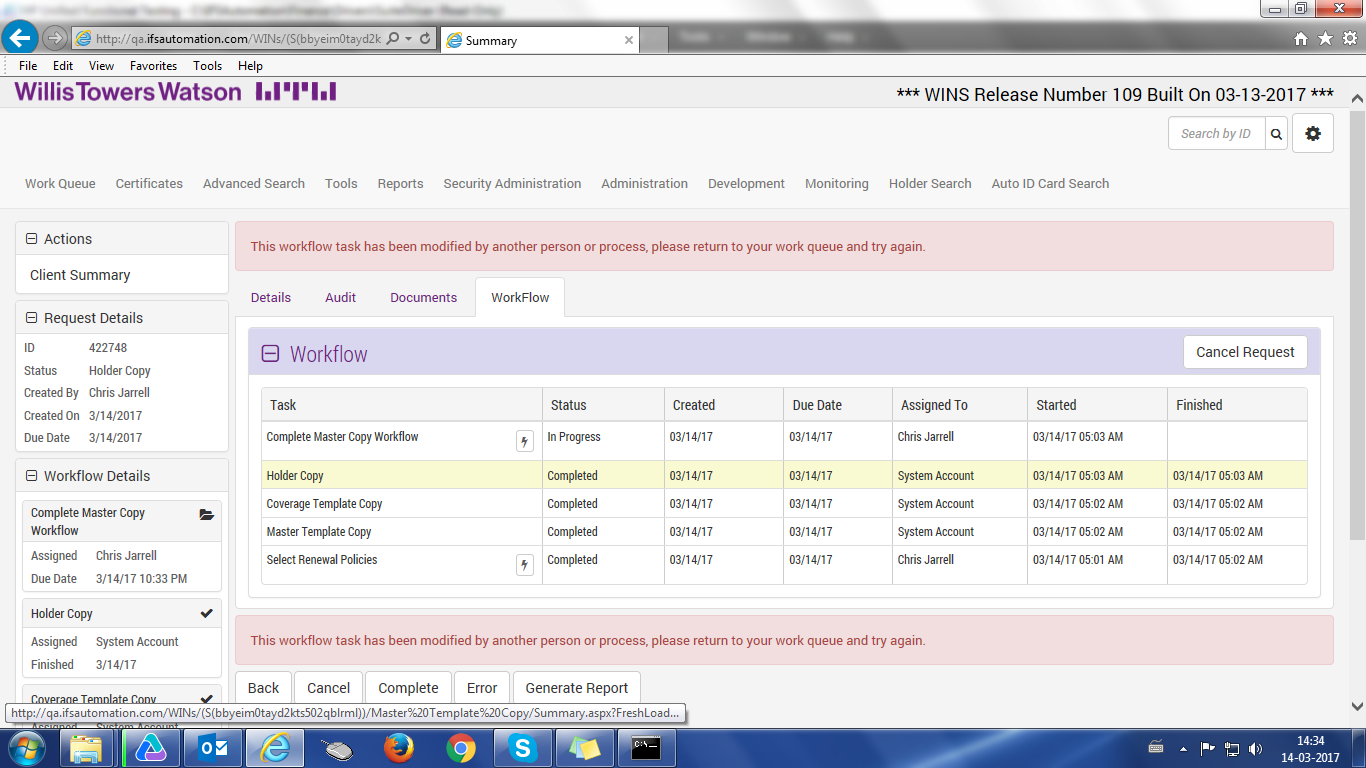 http://qa.ifsautomation.com/WINs/(S(bbyeim0tayd2k
Summary
File Edit View Favorites Tools Help
WillisTowersWatson
*** WINS Release Number 109 Built On 03-13-2017 ***
Search by ID
Work Queue Certificates Advanced Search Tools Reports Security Administration Administration Development Monitoring Holder Search Auto ID Card Search
Actions
Client Summary
Request Details
ID 422748
Status Holder Copy
Created By Chris Jarrell
Created On 3/14/2017
Due Date 3/14/2017
Workflow Details
Complete Master Copy
Workflow
Assigned Chris Jarrell
Due Date 3/14/17 10:33 PM
Holder Copy
Assigned System Account
Finished 3/14/17
Coverage Template Copy
Assigned System Account
This workflow task has been modified by another person or process, please return to your work queue and try again.
Details Audit Documents WorkFlow
Workflow
Cancel Request
Task Status Created Due Date Assigned To Started Finished
Complete Master Copy Workflow In Progress 03/14/17 03/14/17 Chris Jarrell 03/14/17 05:03 AM
Holder Copy Completed 03/14/17 03/14/17 System Account 03/14/17 05:03 AM 03/14/17 05:03 AM
Coverage Template Copy Completed 03/14/17 03/14/17 System Account 03/14/17 05:02 AM 03/14/17 05:02 AM
Master Template Copy Completed 03/14/17 03/14/17 System Account 03/14/17 05:02 AM 03/14/17 05:02 AM
Select Renewal Policies Completed 03/14/17 03/14/17 Chris Jarrell 03/14/17 05:01 AM 03/14/17 05:02 AM
This workflow task has been modified by another person or process, please return to your work queue and try again.
Back Cancel Complete Error Generate Report
http://qa.ifsautomation.com/WINs/(S(bbyeim0tayd2kts502qblrml))/Master%20Template%20Copy/Summary.aspx?FreshLoad...
14:34
14-03-2017